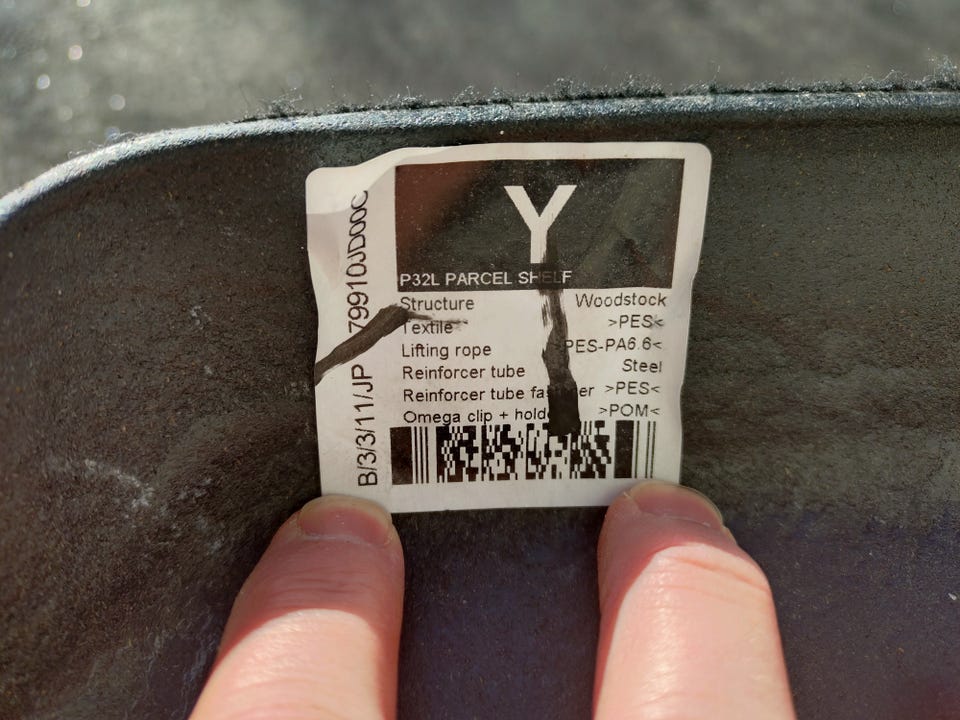 Y
P32L PARCEL SHELF
Structure Woodstock
Textile >PES<
Lifting rope PES-PA6.6<
Reinforcer tube Steel
Reinforcer tube fastener >PES<
Omega clip + holder >POM<
B/3/3/11/JP 79910JD00C